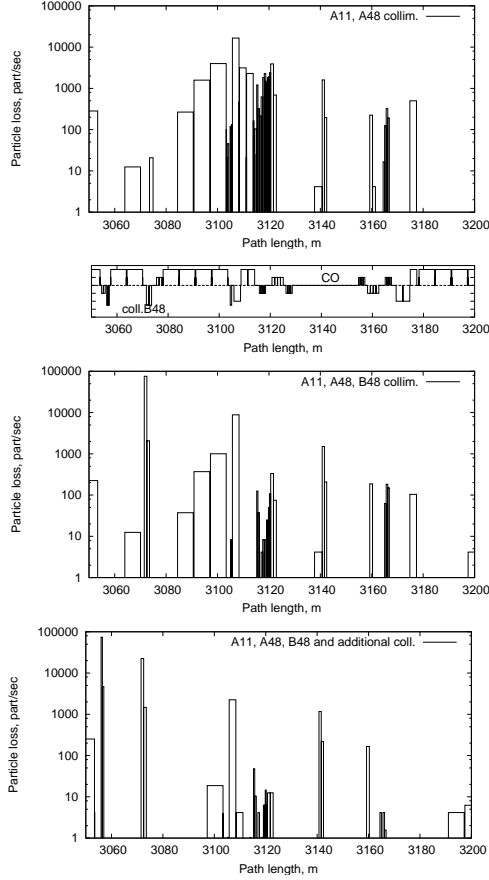 A11, A48 collim.
Particle loss, part/sec
100000
10000
1000
100
10
1
3060 3080 3100 3120 3140 3160 3180 3200
Path length, m
CO
coll.B48
3060 3080 3100 3120 3140 3160 3180 3200
Path length, m
A11, A48, B48 collim.
Particle loss, part/sec
100000
10000
1000
100
10
1
3060 3080 3100 3120 3140 3160 3180 3200
Path length, m
A11, A48, B48 and additional coll.
Particle loss, part/sec
100000
10000
1000
100
10
1
3060 3080 3100 3120 3140 3160 3180 3200
Path length, m